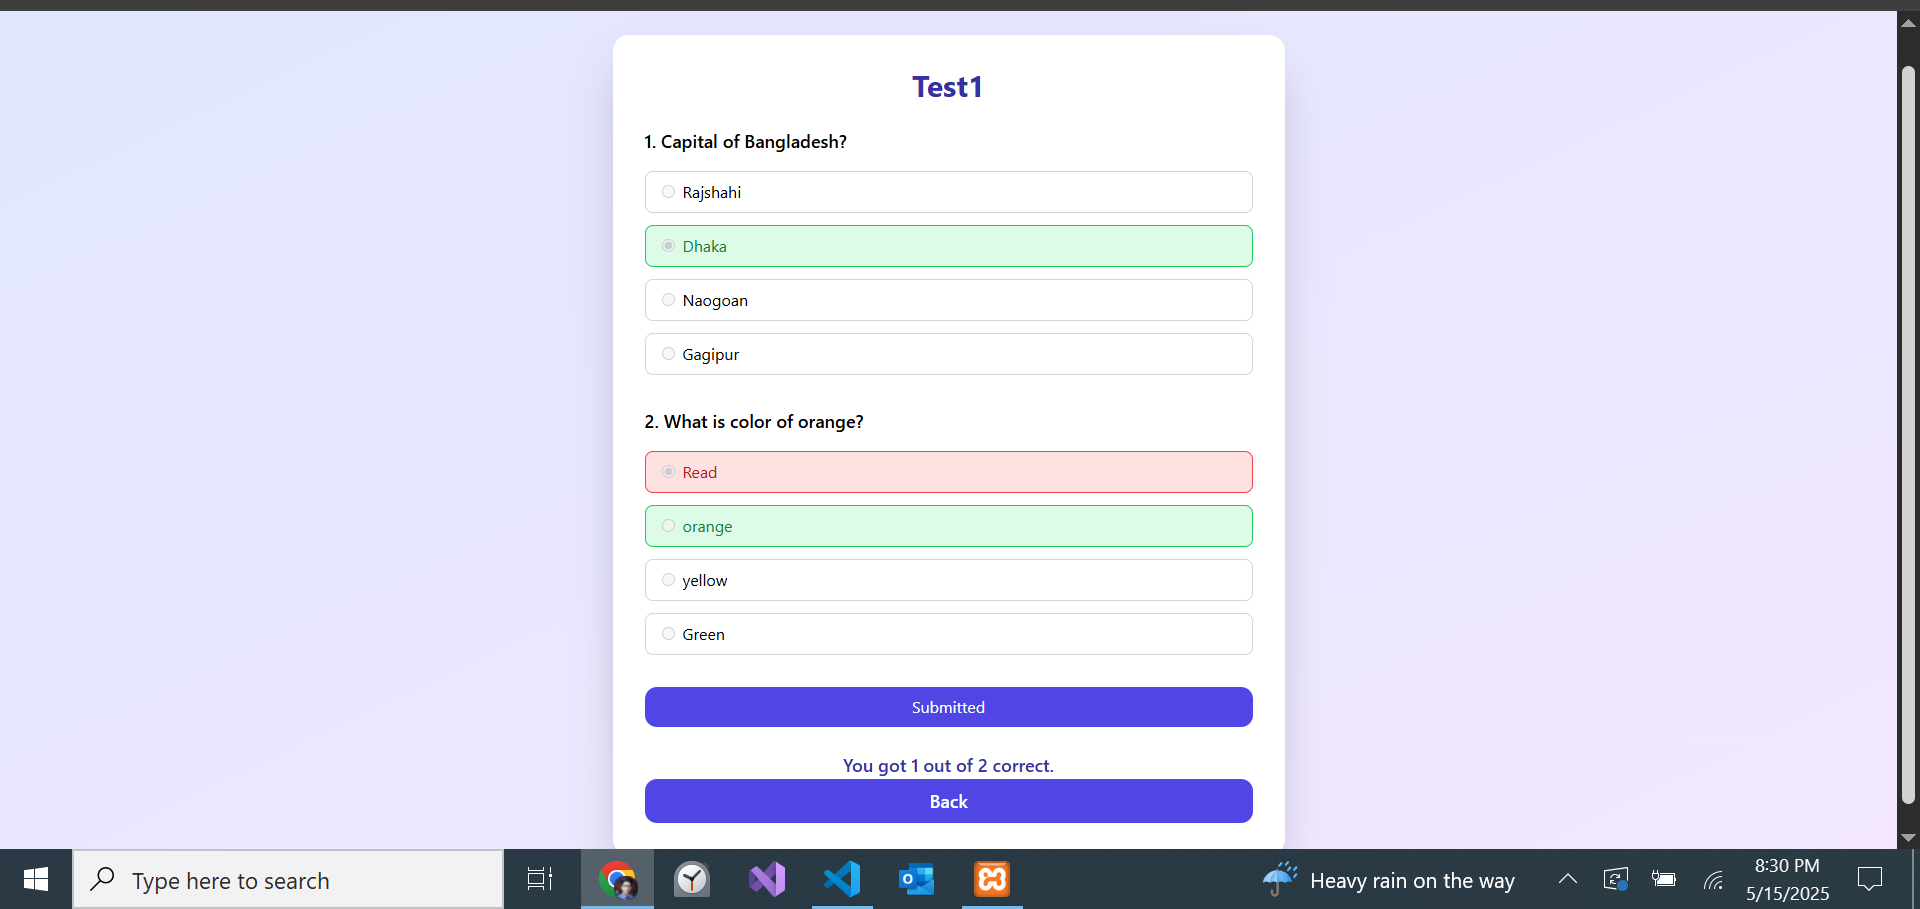 Test1
1. Capital of Bangladesh?
Rajshahi
Dhaka
Naogoan
Gagipur
2. What is color of orange?
Read
orange
yellow
Green
Submitted
You got 1 out of 2 correct.
Back
Type here to search
Heavy rain on the way
8:30 PM
5/15/2025